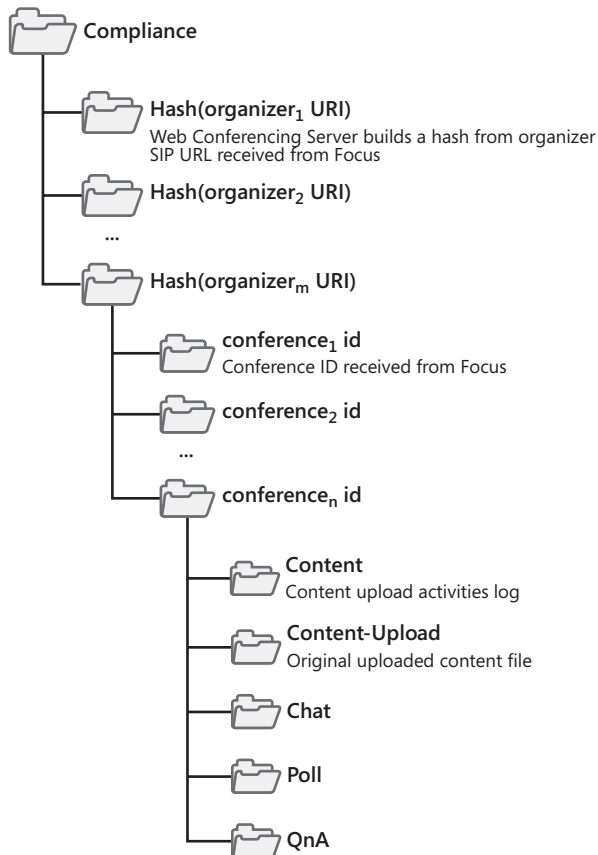 Compliance
Hash(organizer₁ URI)
Web Conferencing Server builds a hash from organizer
SIP URL received from Focus
Hash(organizer₂ URI)
...
Hash(organizerₘ URI)
conference₁ id
Conference ID received from Focus
conference₂ id
...
conferenceₙ id
Content
Content upload activities log
Content-Upload
Original uploaded content file
Chat
Poll
QnA